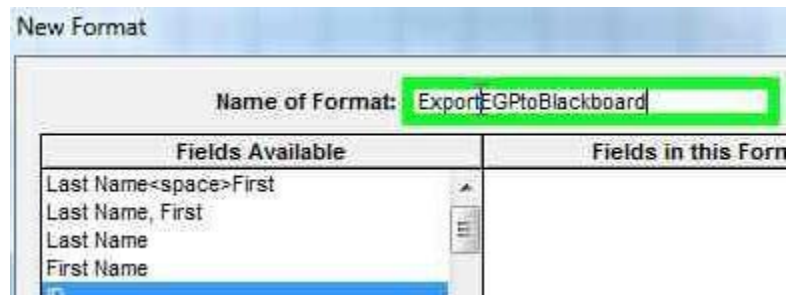 New Format
Name of Format: ExportEGPtoBlackboard
Fields Available Fields in this Form
Last Name<space>First
Last Name, First
Last Name
First Name
ID